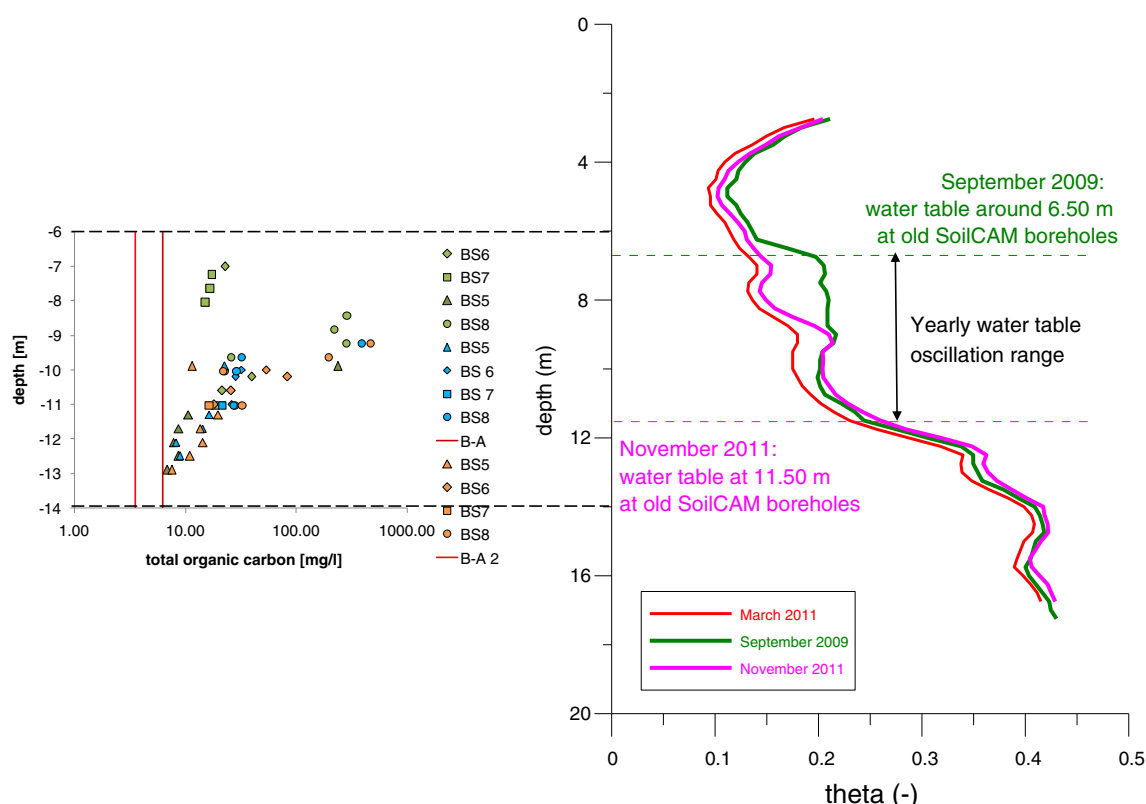 -6
-7
-8
-9
-10
-11
-12
-13
-14
depth [m]
1.00
10.00
100.00
1000.00
total organic carbon [mg/l]
BS6
BS7
BS5
BS8
BS5
BS 6
BS 7
BS8
B-A
BS5
BS6
BS7
BS8
B-A 2
0
4
8
12
16
20
depth (m)
September 2009:
water table around 6.50 m
at old SoilCAM boreholes
Yearly water table
oscillation range
November 2011:
water table at 11.50 m
at old SoilCAM boreholes
March 2011
September 2009
November 2011
0
0.1
0.2
0.3
0.4
0.5
theta (-)